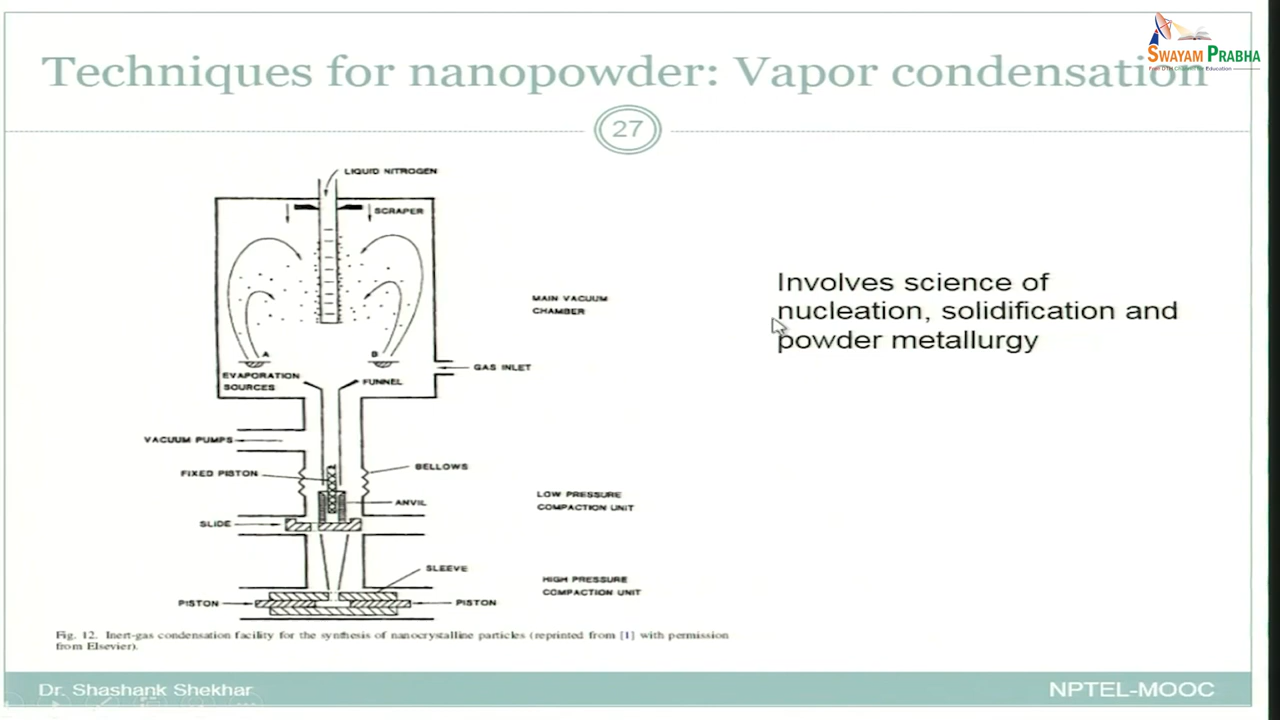 SWAYAM PRABHA
Techniques for nanopowder: Vapor condensation
27
LIQUID NITROGEN
SCRAPER
MAIN VACUUM
CHAMBER
A
B
EVAPORATION
SOURCES
FUNNEL
GAS INLET
VACUUM PUMPS
FIXED PISTON
BELLOWS
ANVIL
LOW PRESSURE
COMPACTION UNIT
SLIDE
SLEEVE
HIGH PRESSURE
COMPACTION UNIT
PISTON
PISTON
Fig. 12. Inert-gas condensation facility for the synthesis of nanocrystalline particles (reprinted from [1] with permission
from Elsevier).
Involves science of
nucleation, solidification and
powder metallurgy
Dr. Shashank Shekhar
NPTEL-MOOC